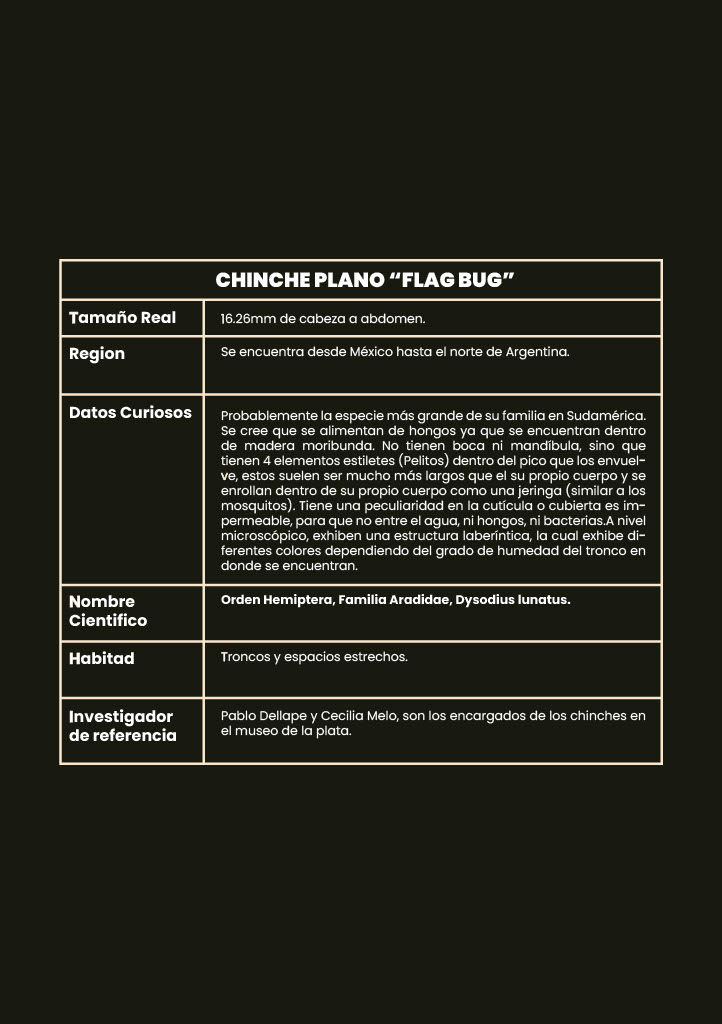 CHINCHE PLANO “FLAG BUG”
Tamaño Real
16.26mm de cabeza a abdomen.
Region
Se encuentra desde México hasta el norte de Argentina.
Datos Curiosos
Probablemente la especie más grande de su familia en Sudamérica.
Se cree que se alimentan de hongos ya que se encuentran dentro
de madera moribunda. No tienen boca ni mandíbula, sino que
tienen 4 elementos estiletes (Pelitos) dentro del pico que los envuel-
ve, estos suelen ser mucho más largos que el su propio cuerpo y se
enrollan dentro de su propio cuerpo como una jeringa (similar a los
mosquitos). Tiene una peculiaridad en la cutícula o cubierta es im-
permeable, para que no entre el agua, ni hongos, ni bacterias.A nivel
microscópico, exhiben una estructura laberíntica, la cual exhibe di-
ferentes colores dependiendo del grado de humedad del tronco en
donde se encuentran.
Nombre
Cientifico
Orden Hemiptera, Familia Aradidae, Dysodius lunatus.
Habitad
Troncos y espacios estrechos.
Investigador
de referencia
Pablo Dellape y Cecilia Melo, son los encargados de los chinches en
el museo de la plata.